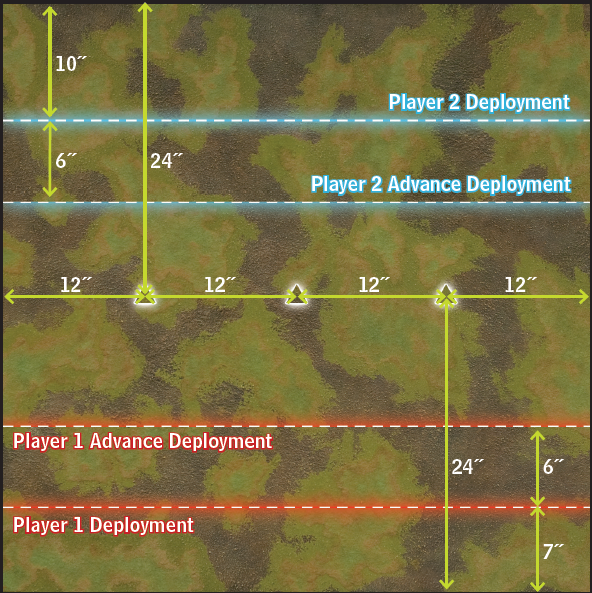 10″
Player 2 Deployment
6″
24″
Player 2 Advance Deployment
12″ 12″ 12″ 12″
Player 1 Advance Deployment
24″
6″
Player 1 Deployment
7″